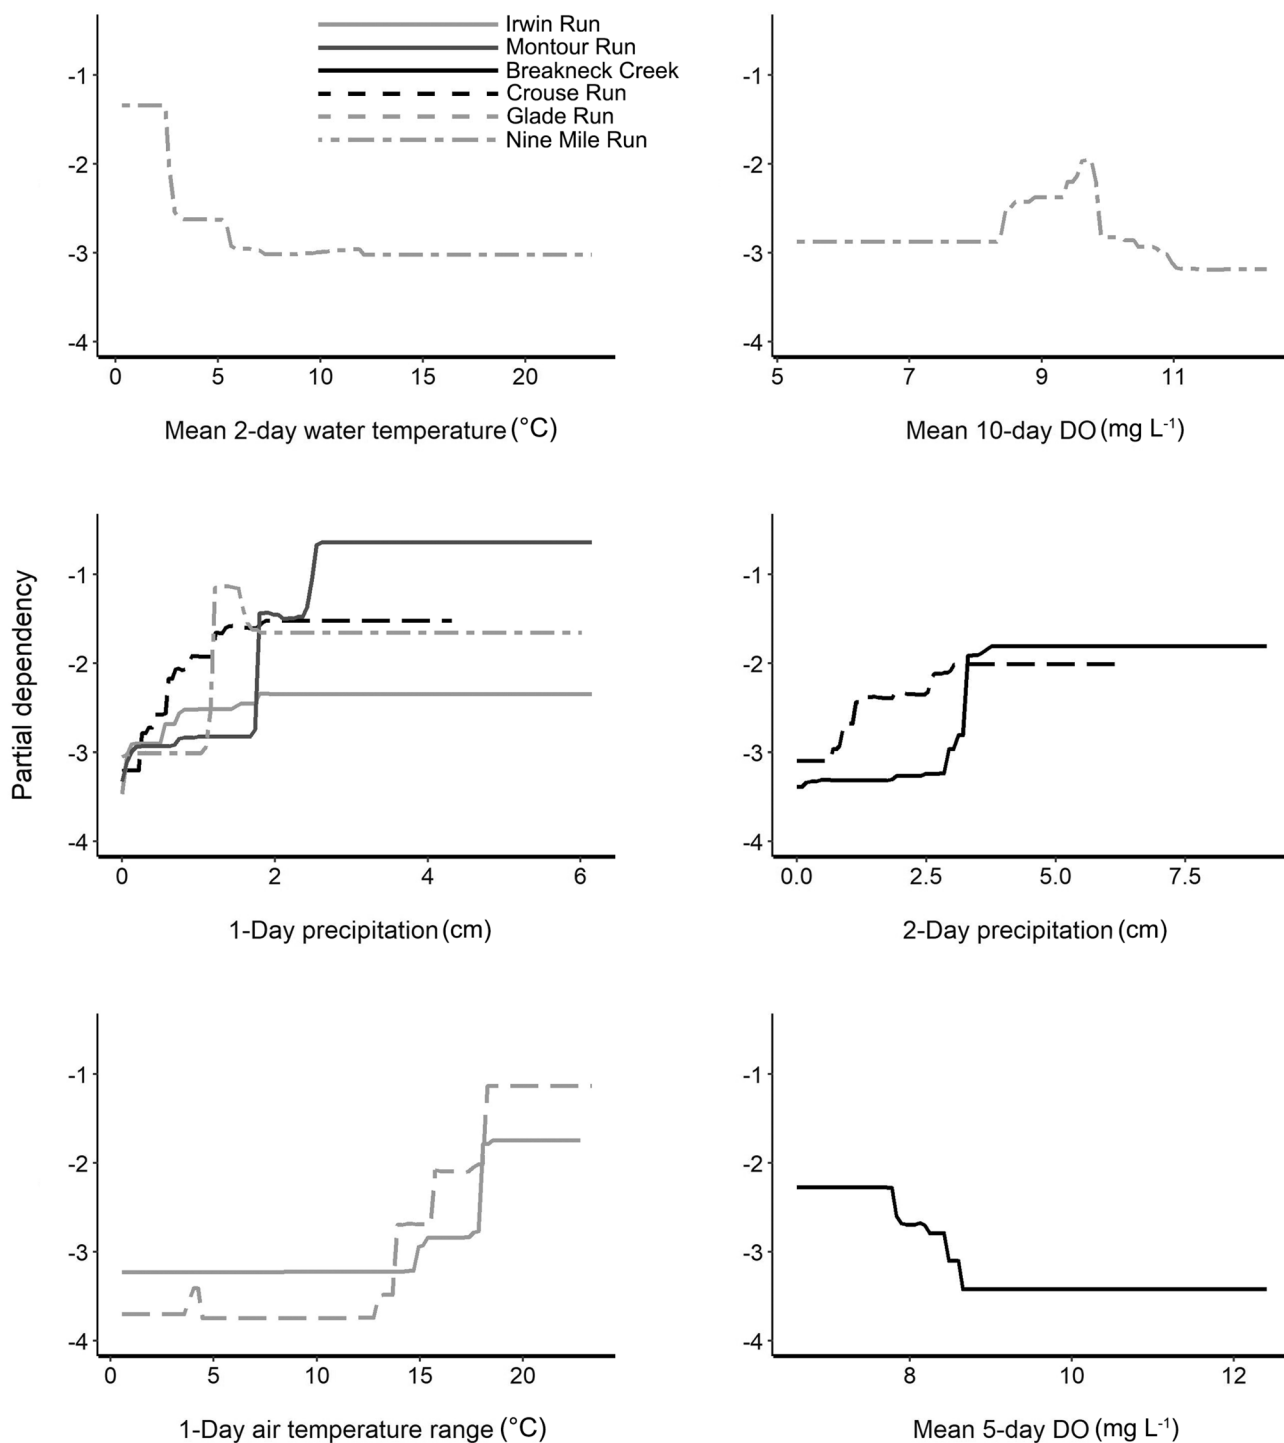 Irwin Run
Montour Run
Breakneck Creek
Crouse Run
Glade Run
Nine Mile Run
-1
-2
-3
-4
0 5 10 15 20
Mean 2-day water temperature (°C)
-1
-2
-3
-4
5 7 9 11
Mean 10-day DO (mg L⁻¹)
Partial dependency
-1
-2
-3
-4
0 2 4 6
1-Day precipitation (cm)
-1
-2
-3
-4
0.0 2.5 5.0 7.5
2-Day precipitation (cm)
-1
-2
-3
-4
0 5 10 15 20
1-Day air temperature range (°C)
-1
-2
-3
-4
8 10 12
Mean 5-day DO (mg L⁻¹)